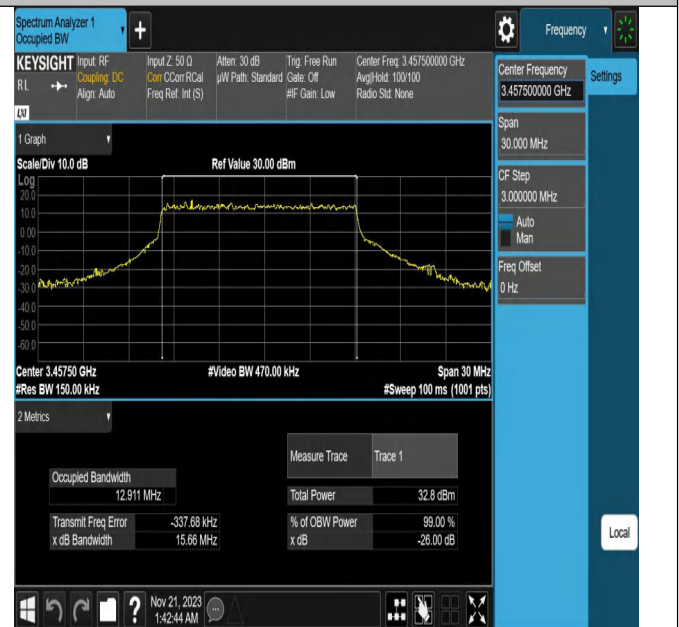 Spectrum Analyzer 1
Occupied BW
+
Frequency
KEYSIGHT Input: RF Input Z: 50 Ω Atten: 30 dB Trig: Free Run Center Freq: 3.457500000 GHz
RL Coupling: DC Corr CCorr RCal µW Path: Standard Gate: Off Avg|Hold: 100/100
Align: Auto Freq Ref: Int (S) #IF Gain: Low Radio Std: None
LXI
Center Frequency
3.457500000 GHz
Settings
Span
30.000 MHz
CF Step
3.000000 MHz
Auto
Man
Freq Offset
0 Hz
Local
1 Graph
Scale/Div 10.0 dB Ref Value 30.00 dBm
Log
20.0
10.0
0.00
-10.0
-20.0
-30.0
-40.0
-50.0
-60.0
Center 3.45750 GHz #Video BW 470.00 kHz Span 30 MHz
#Res BW 150.00 kHz #Sweep 100 ms (1001 pts)
2 Metrics
Measure Trace Trace 1
Occupied Bandwidth
12.911 MHz
Total Power 32.8 dBm
Transmit Freq Error -337.68 kHz % of OBW Power 99.00 %
x dB Bandwidth 15.66 MHz x dB -26.00 dB
? Nov 21, 2023
1:42:44 AM